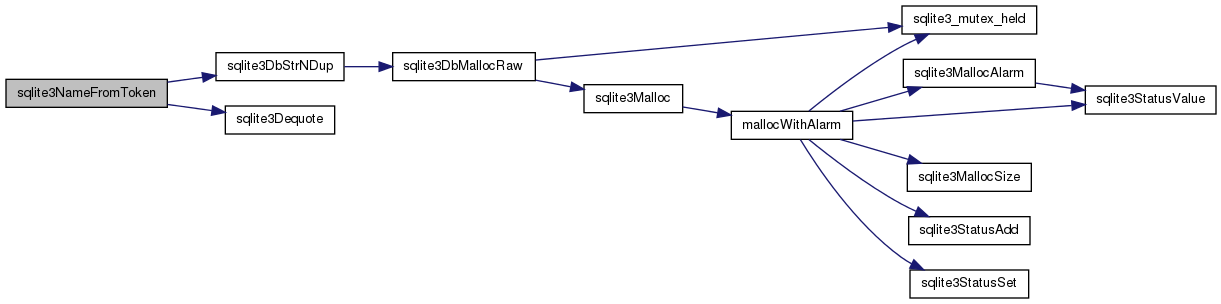 sqlite3NameFromToken
sqlite3DbStrNDup
sqlite3Dequote
sqlite3DbMallocRaw
sqlite3Malloc
mallocWithAlarm
sqlite3_mutex_held
sqlite3MallocAlarm
sqlite3StatusValue
sqlite3MallocSize
sqlite3StatusAdd
sqlite3StatusSet